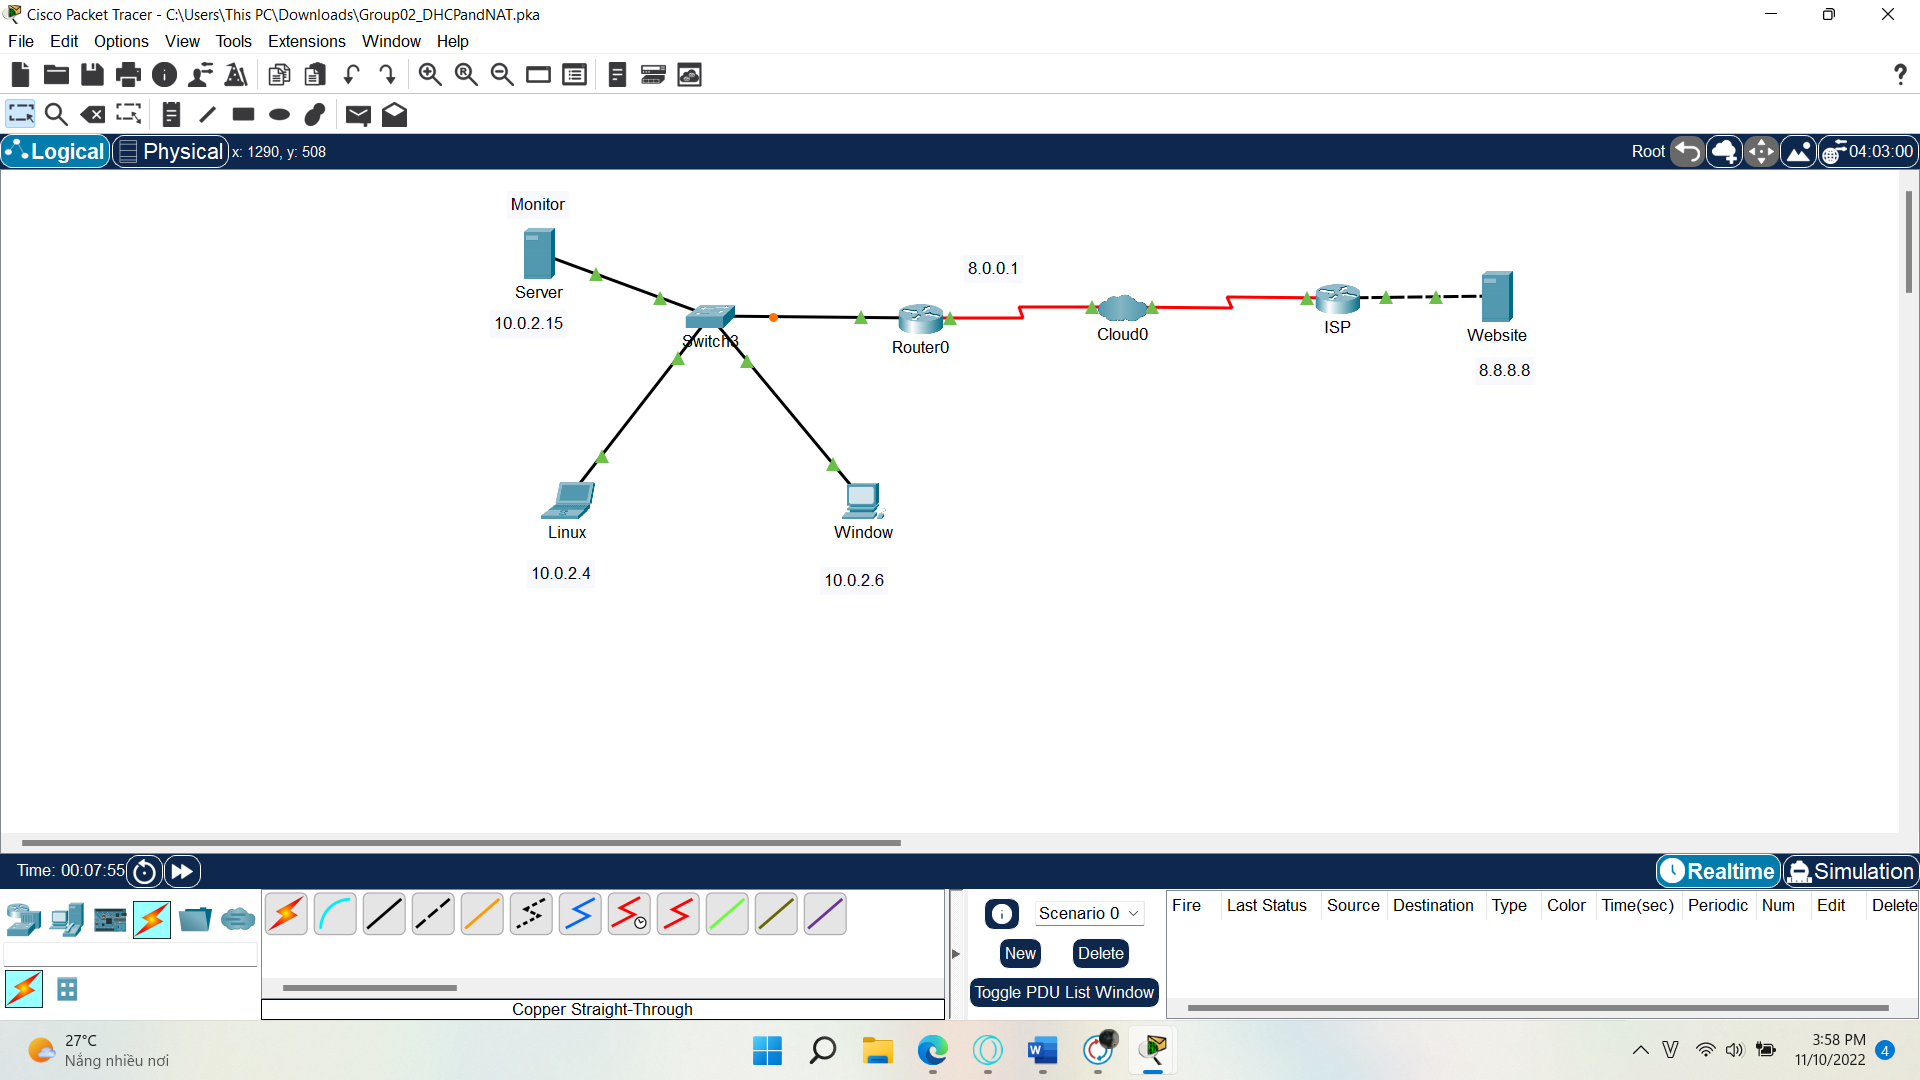 Cisco Packet Tracer - C:\Users\This PC\Downloads\Group02_DHCPandNAT.pka
File Edit Options View Tools Extensions Window Help
?
Logical Physical x: 1290, y: 508 Root 04:03:00
Monitor
Server
10.0.2.15
Switch3
8.0.0.1
Router0
Cloud0
ISP
Website
8.8.8.8
Linux
10.0.2.4
Window
10.0.2.6
Time: 00:07:55 Realtime Simulation
Scenario 0
New Delete
Toggle PDU List Window
Fire Last Status Source Destination Type Color Time(sec) Periodic Num Edit Delete
Copper Straight-Through
27°C
Nắng nhiều nơi
3:58 PM
11/10/2022
4